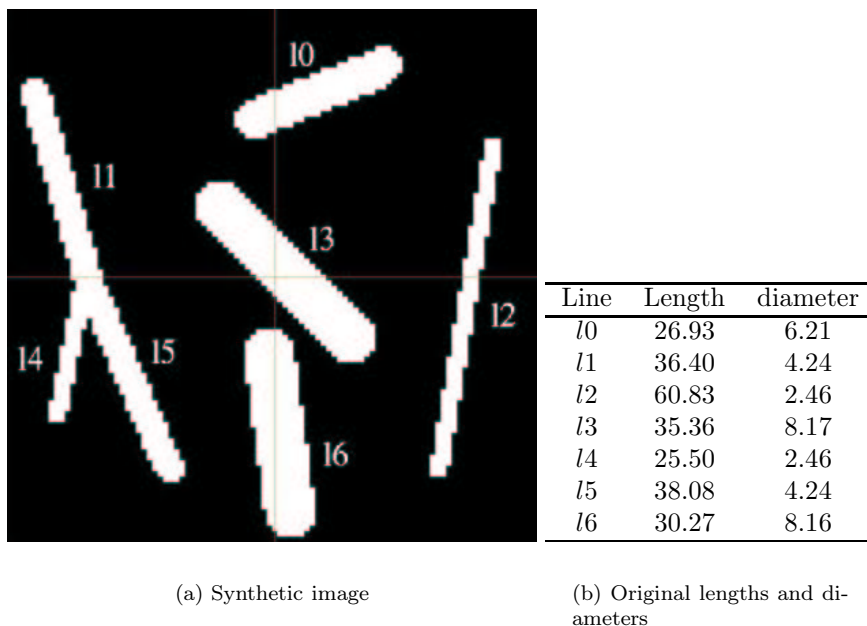 l0
l1
l3
l2
l4
l5
l6
Line Length diameter
l0 26.93 6.21
l1 36.40 4.24
l2 60.83 2.46
l3 35.36 8.17
l4 25.50 2.46
l5 38.08 4.24
l6 30.27 8.16
(a) Synthetic image
(b) Original lengths and di-
ameters